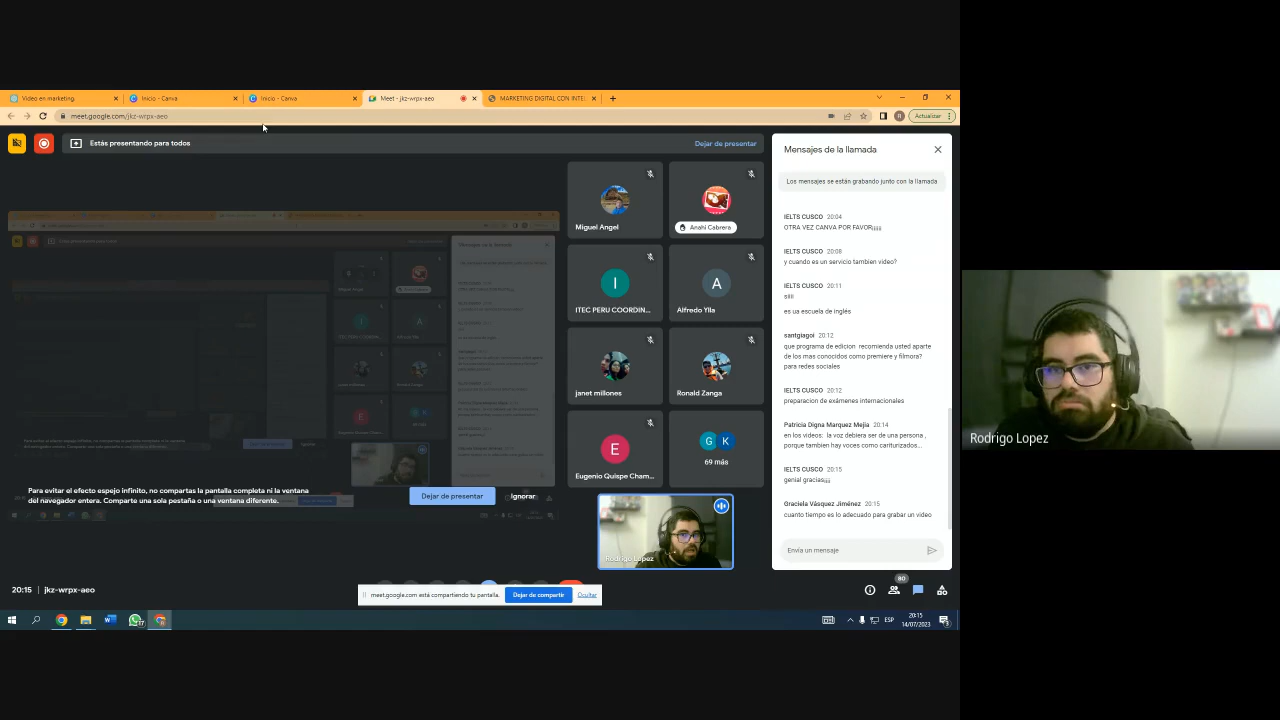 Video en marketing
Inicio - Canva
Inicio - Canva
Meet - jkz-wrpx-aeo
MARKETING DIGITAL CON INTE
meet.google.com/jkz-wrpx-aeo
Actualizar
Estás presentando para todos
Dejar de presentar
Miguel Angel
Anahi Cabrera
I
ITEC PERU COORDIN...
A
Alfredo Ylla
janet millones
Ronald Zanga
E
Eugenio Quispe Cham...
G K
69 más
Rodrigo Lopez
Para evitar el efecto espejo infinito, no compartas la pantalla completa ni la ventana
del navegador entera. Comparte una sola pestaña o una ventana diferente.
Dejar de presentar
Ignorar
Mensajes de la llamada
Los mensajes se están grabando junto con la llamada
IELTS CUSCO 20:04
OTRA VEZ CANVA POR FAVOR¡¡¡¡¡
IELTS CUSCO 20:08
y cuando es un servicio tambien video?
IELTS CUSCO 20:11
siiii
es ua escuela de inglés
santgiagoi 20:12
que programa de edicion recomienda usted aparte
de los mas conocidos como premiere y filmora?
para redes sociales
IELTS CUSCO 20:12
preparacion de exámenes internacionales
Patricia Digna Marquez Mejia 20:14
en los videos: la voz debiera ser de una persona ,
porque tambien hay voces como cariturizados...
IELTS CUSCO 20:15
genial gracias¡¡¡¡
Graciela Vásquez Jiménez 20:15
cuanto tiempo es lo adecuado para grabar un video
Envía un mensaje
80
20:15 jkz-wrpx-aeo
meet.google.com está compartiendo tu pantalla.
Dejar de compartir
Ocultar
ESP
20:15
14/07/2023
Rodrigo Lopez